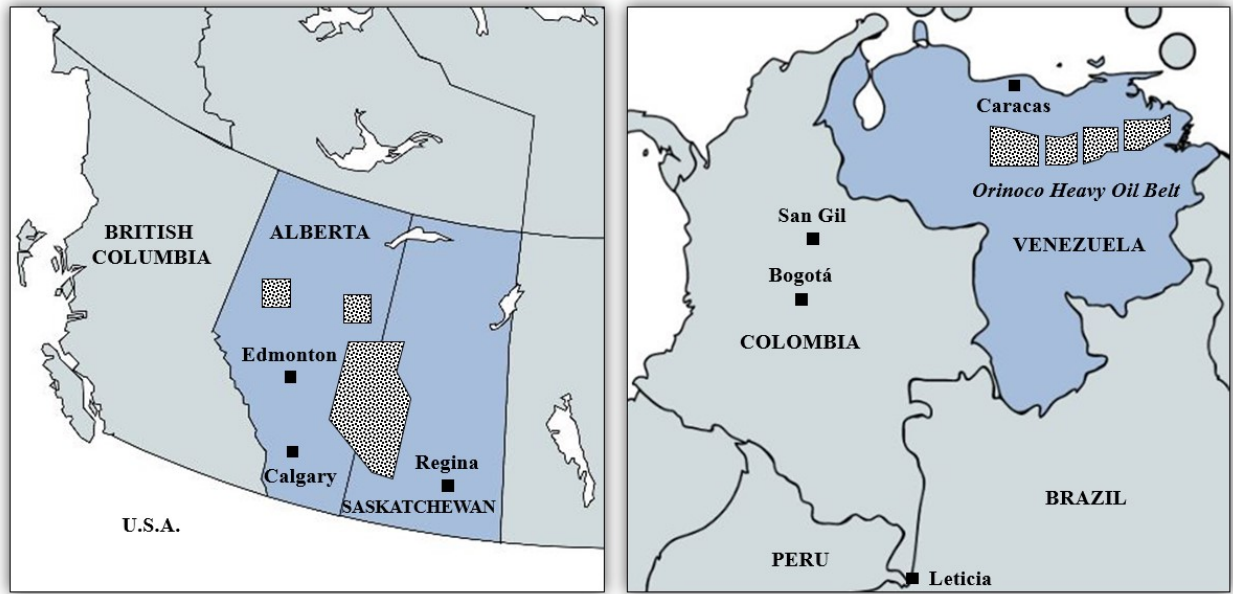 BRITISH
COLUMBIA
ALBERTA
Edmonton
Calgary
Regina
SASKATCHEWAN
U.S.A.
Caracas
Orinoco Heavy Oil Belt
San Gil
VENEZUELA
Bogotá
COLOMBIA
BRAZIL
PERU
Leticia